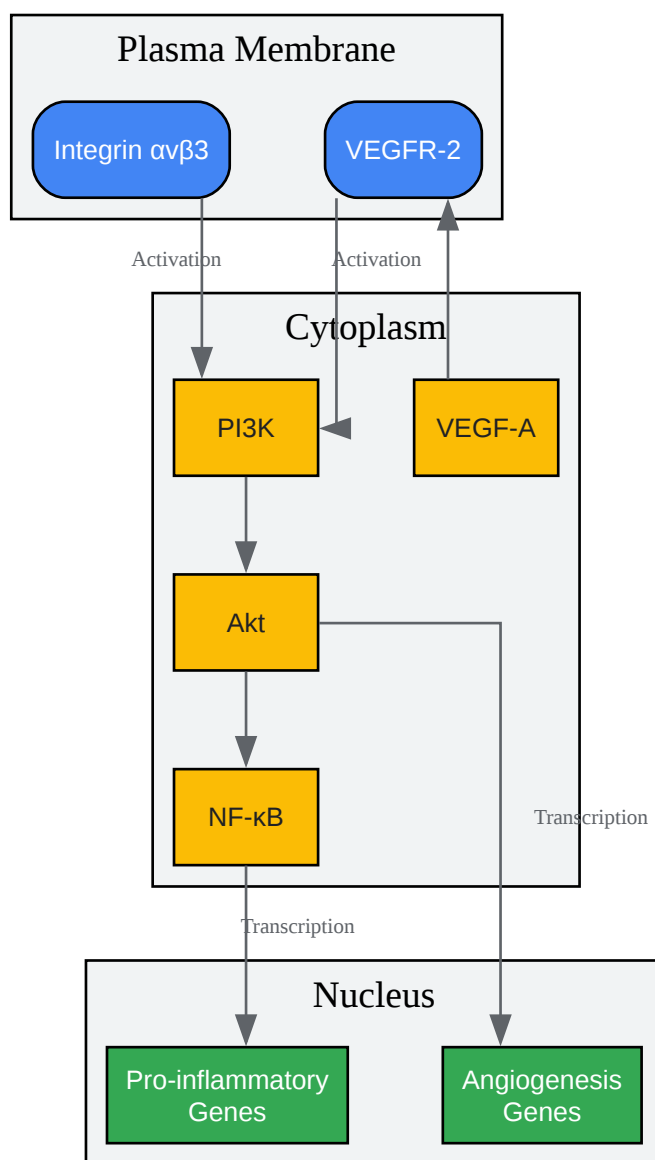 Plasma Membrane
Integrin αvβ3
VEGFR-2
Activation
Activation
Cytoplasm
PI3K
VEGF-A
Akt
NF-κB
Transcription
Transcription
Nucleus
Pro-inflammatory
Genes
Angiogenesis
Genes